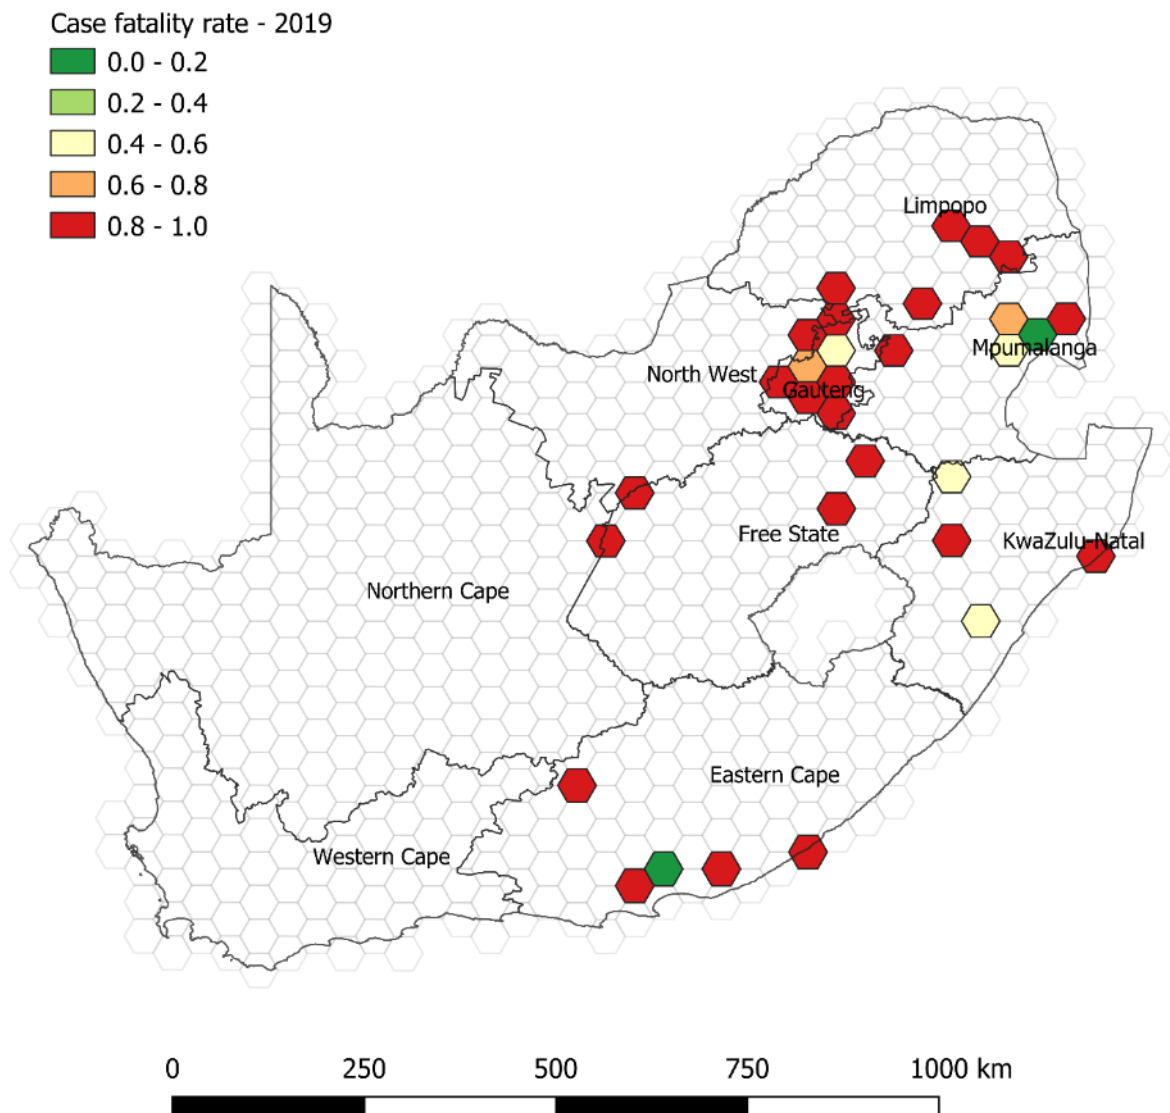 Case fatality rate - 2019
0.0 - 0.2
0.2 - 0.4
0.4 - 0.6
0.6 - 0.8
0.8 - 1.0
Limpopo
Mpumalanga
North West
Gauteng
Free State
KwaZulu-Natal
Northern Cape
Eastern Cape
Western Cape
0 250 500 750 1000 km